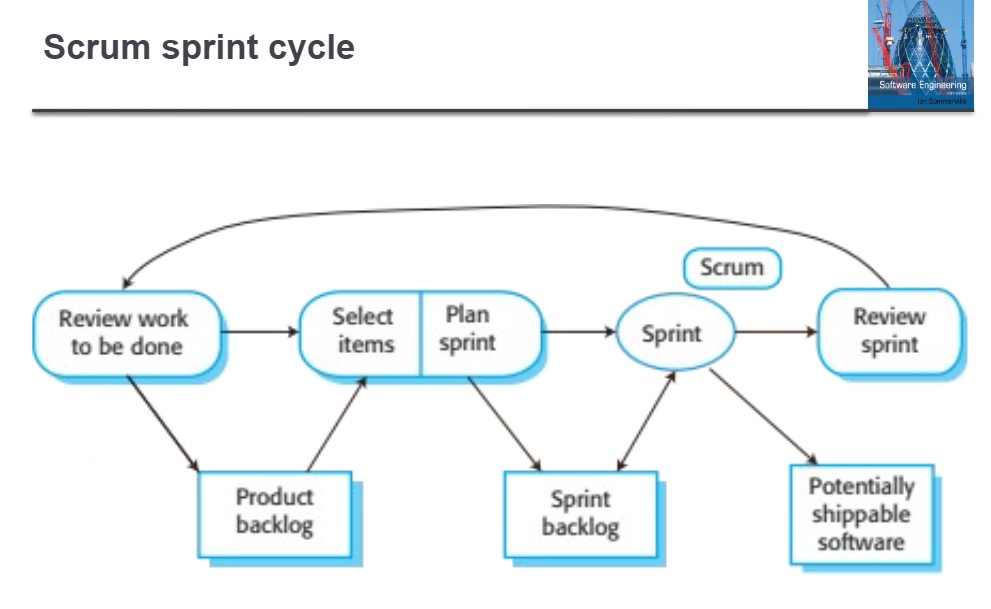 Scrum sprint cycle
Software Engineering
Ian Sommerville
Scrum
Review work
to be done
Select
items
Plan
sprint
Sprint
Review
sprint
Product
backlog
Sprint
backlog
Potentially
shippable
software